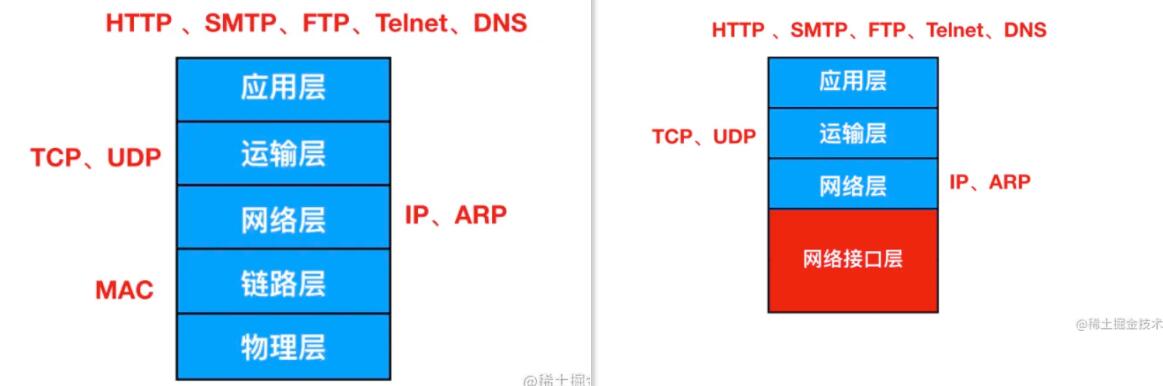 HTTP 、SMTP、FTP、Telnet、DNS
应用层
TCP、UDP
运输层
网络层
IP、ARP
MAC
链路层
物理层
@稀土掘金
HTTP 、SMTP、FTP、Telnet、DNS
应用层
TCP、UDP
运输层
网络层
IP、ARP
网络接口层
@稀土掘金技术